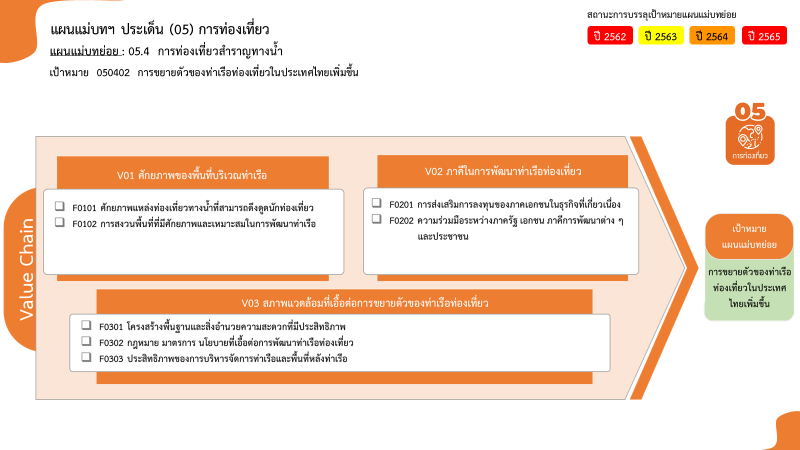 แผนแม่บทฯ ประเด็น (05) การท่องเที่ยว
แผนแม่บทย่อย : 05.4 การท่องเที่ยวสำราญทางน้ำ
เป้าหมาย 050402 การขยายตัวของท่าเรือท่องเที่ยวในประเทศไทยเพิ่มขึ้น
สถานะการบรรลุเป้าหมายแผนแม่บทย่อย
ปี 2562 ปี 2563 ปี 2564 ปี 2565
05
การท่องเที่ยว
Value Chain
V01 ศักยภาพของพื้นที่บริเวณท่าเรือ
F0101 ศักยภาพแหล่งท่องเที่ยวทางน้ำที่สามารถดึงดูดนักท่องเที่ยว
F0102 การสงวนพื้นที่ที่มีศักยภาพและเหมาะสมในการพัฒนาท่าเรือ
V02 ภาคีในการพัฒนาท่าเรือท่องเที่ยว
F0201 การส่งเสริมการลงทุนของภาคเอกชนในธุรกิจที่เกี่ยวเนื่อง
F0202 ความร่วมมือระหว่างภาครัฐ เอกชน ภาคีการพัฒนาต่าง ๆ
และประชาชน
V03 สภาพแวดล้อมที่เอื้อต่อการขยายตัวของท่าเรือท่องเที่ยว
F0301 โครงสร้างพื้นฐานและสิ่งอำนวยความสะดวกที่มีประสิทธิภาพ
F0302 กฎหมาย มาตรการ นโยบายที่เอื้อต่อการพัฒนาท่าเรือท่องเที่ยว
F0303 ประสิทธิภาพของการบริหารจัดการท่าเรือและพื้นที่หลังท่าเรือ
เป้าหมาย
แผนแม่บทย่อย
การขยายตัวของท่าเรือ
ท่องเที่ยวในประเทศ
ไทยเพิ่มขึ้น